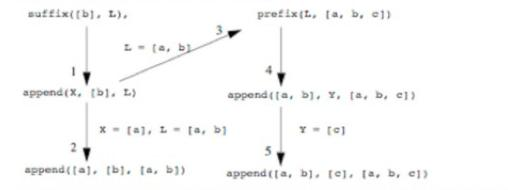 suffix([b], L),
prefix(L, [a, b, c])
3
L = [a, b]
1
4
append(X, [b], L)
append([a, b], Y, [a, b, c])
X = [a], L = [a, b]
Y = [c]
2
5
append([a], [b], [a, b])
append([a, b], [c], [a, b, c])